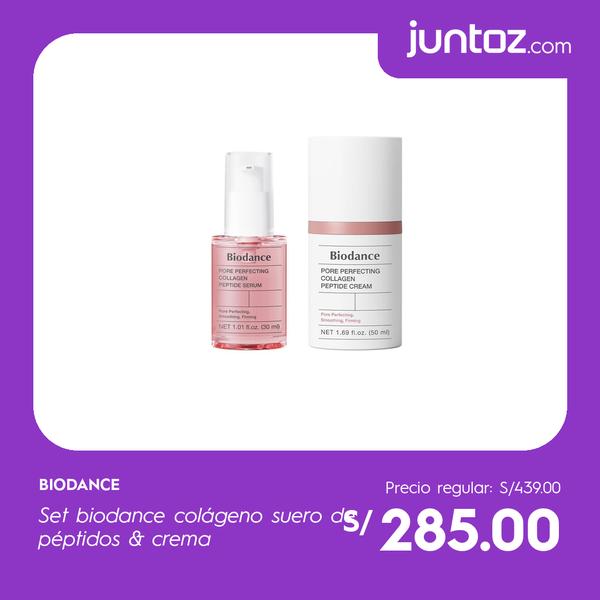 juntoz.com
Biodance
PORE PERFECTING
COLLAGEN
PEPTIDE SERUM
Pore Perfecting,
Smoothing, Firming
NET 1.01 fl.oz. (30 ml)
Biodance
PORE PERFECTING
COLLAGEN
PEPTIDE CREAM
Pore Perfecting,
Smoothing, Firming
NET 1.69 fl.oz. (50 ml)
BIODANCE
Set biodance colágeno suero de
péptidos & crema
Precio regular: S/439.00
S/ 285.00